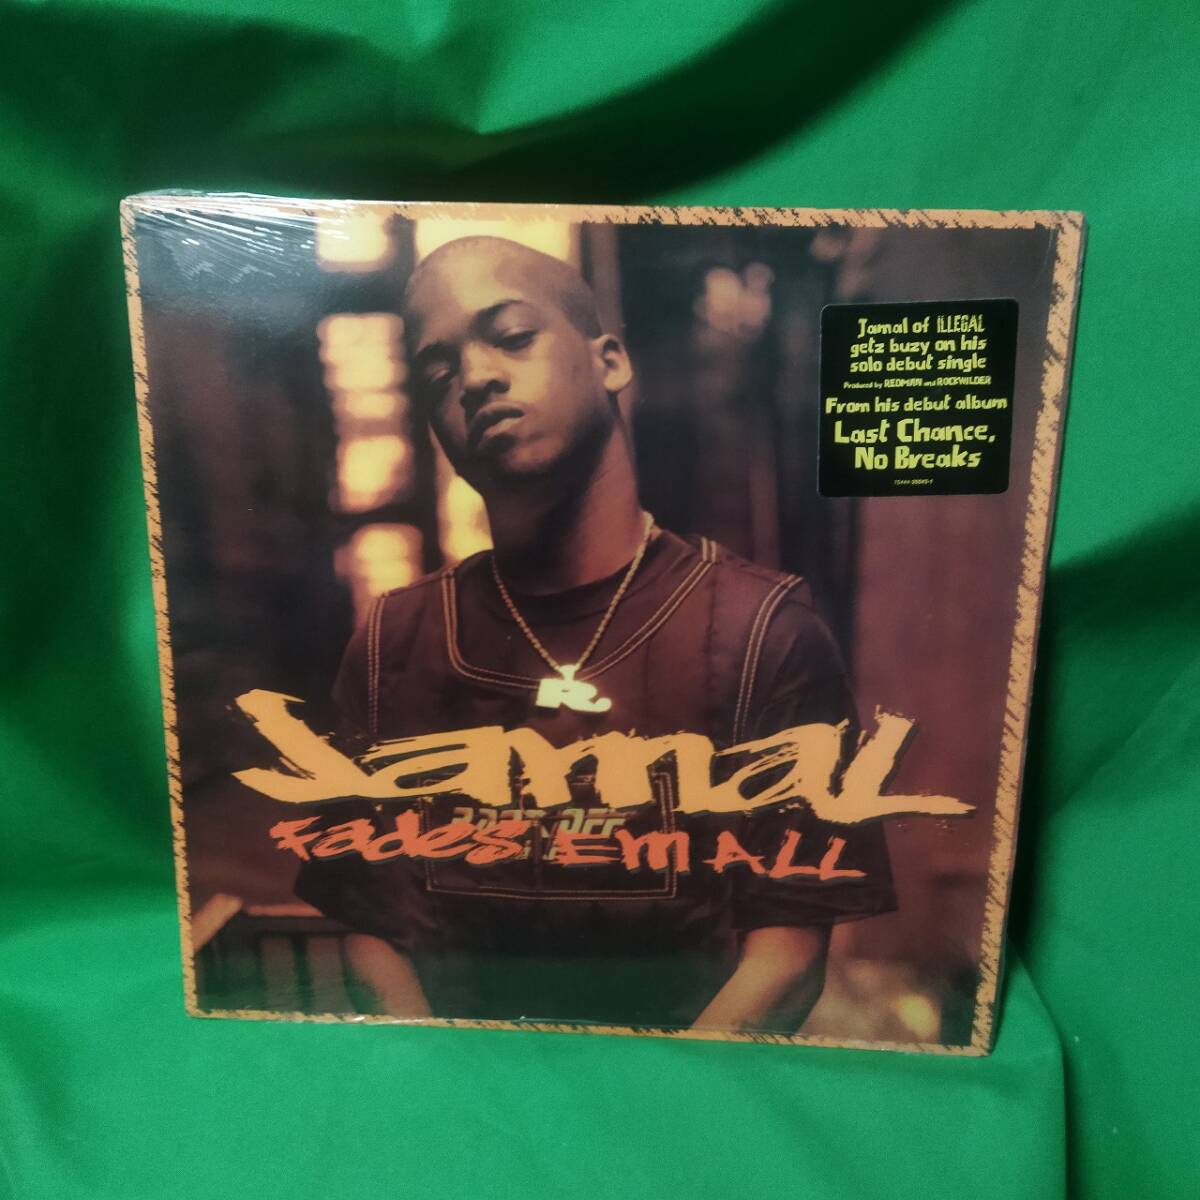 Jamal of ILLEGAL
getz buzy on his
solo debut single
Produced by REDMAN and ROCKWILDER
From his debut album
Last Chance,
No Breaks
R
Jamal
Fades Em All